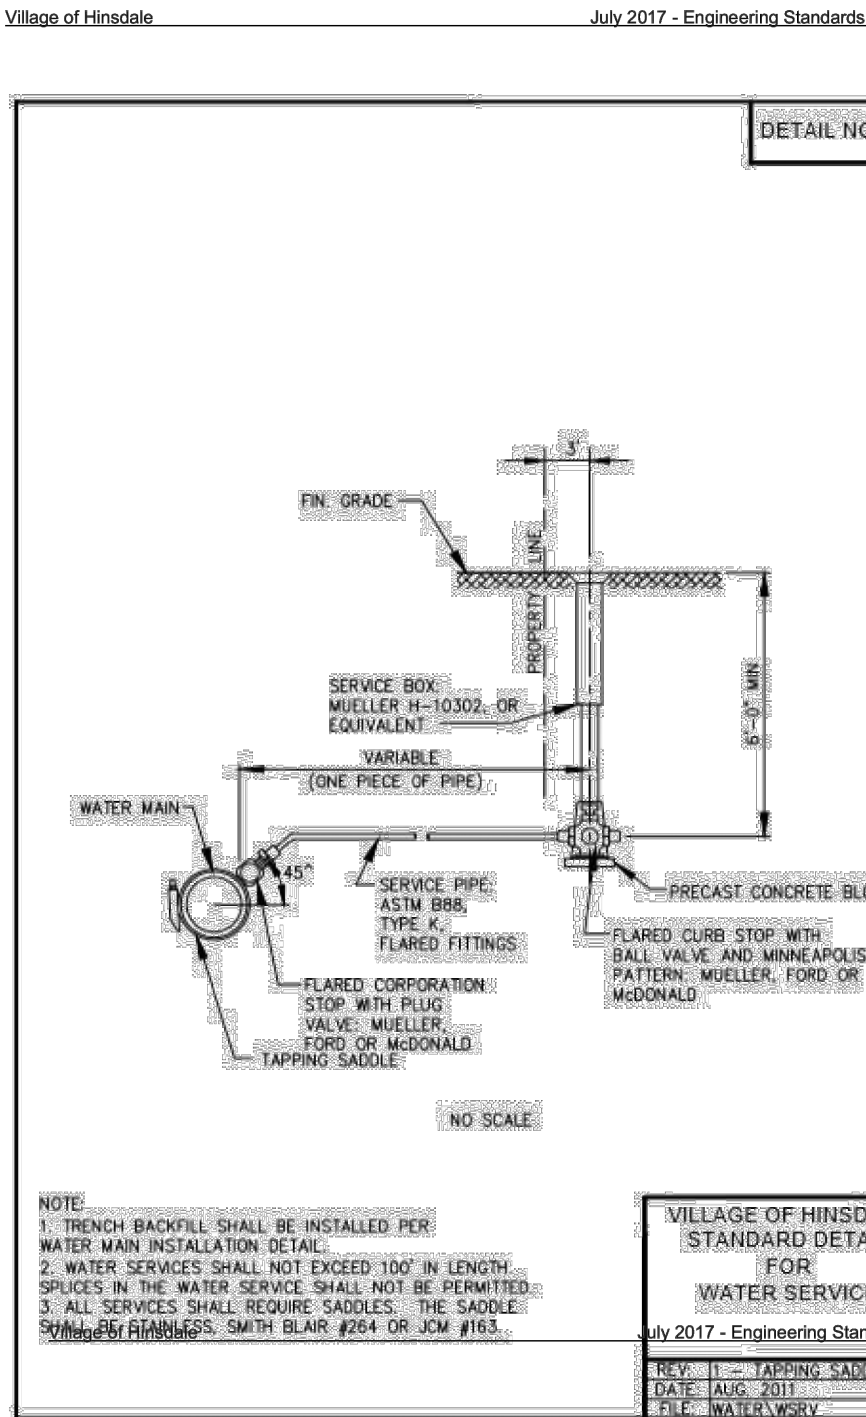 Village of Hinsdale
July 2017 - Engineering Standards
DETAIL NO
3'
FIN. GRADE
PROPERTY LINE
SERVICE BOX:
MUELLER H-10302, OR
EQUIVALENT
6'-0" MIN.
VARIABLE
(ONE PIECE OF PIPE)
WATER MAIN
45°
SERVICE PIPE:
ASTM B88,
TYPE K,
FLARED FITTINGS
PRECAST CONCRETE BLO
FLARED CURB STOP WITH
BALL VALVE AND MINNEAPOLIS
PATTERN: MUELLER, FORD OR
McDONALD
FLARED CORPORATION
STOP WITH PLUG
VALVE: MUELLER,
FORD OR McDONALD
TAPPING SADDLE
NO SCALE
NOTE:
1. TRENCH BACKFILL SHALL BE INSTALLED PER
WATER MAIN INSTALLATION DETAIL.
2. WATER SERVICES SHALL NOT EXCEED 100' IN LENGTH
SPLICES IN THE WATER SERVICE SHALL NOT BE PERMITTED
3. ALL SERVICES SHALL REQUIRE SADDLES. THE SADDLE
SHALL BE STAINLESS, SMITH BLAIR #264 OR JCM #163.
VILLAGE OF HINSD
STANDARD DETA
FOR
WATER SERVIC
Village of Hinsdale
July 2017 - Engineering Stan
REV: 1 - TAPPING SADD
DATE: AUG. 2011
FILE: WATER\WSRV